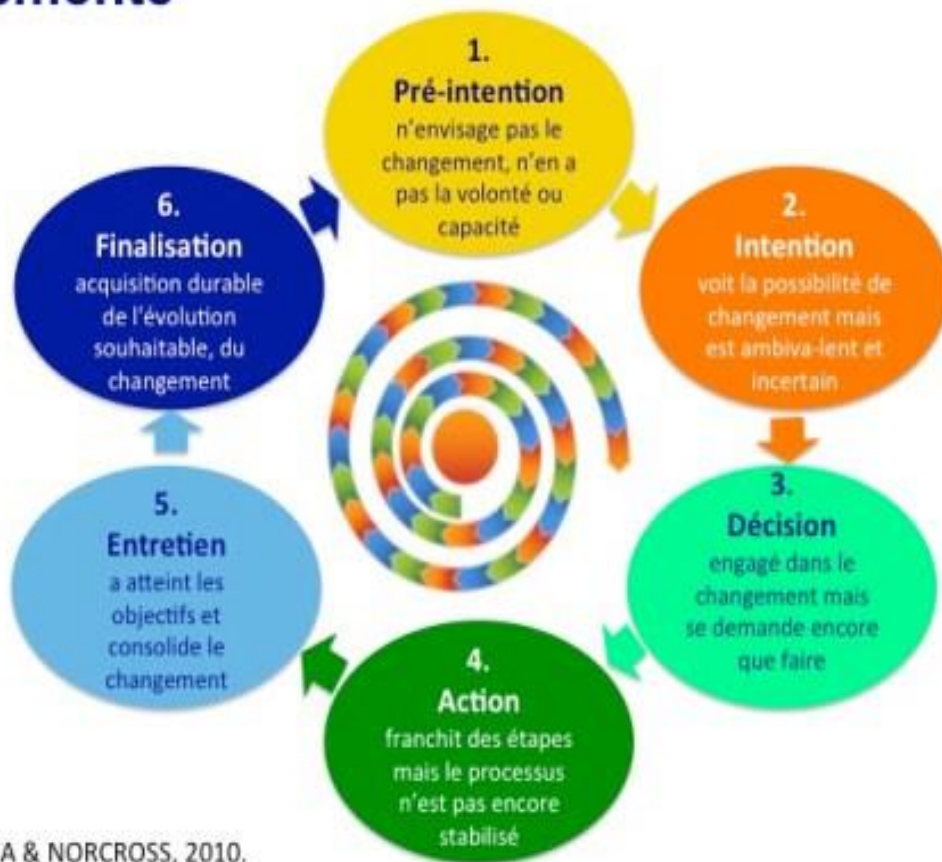 1.
Pré-intention
n'envisage pas le
changement, n'en a
pas la volonté ou
capacité
2.
Intention
voit la possibilité de
changement mais
est ambiva-lent et
incertain
3.
Décision
engagé dans le
changement mais
se demande encore
que faire
4.
Action
franchit des étapes
mais le processus
n'est pas encore
stabilisé
5.
Entretien
a atteint les
objectifs et
consolide le
changement
6.
Finalisation
acquisition durable
de l'évolution
souhaitable, du
changement
A & NORCROSS, 2010.